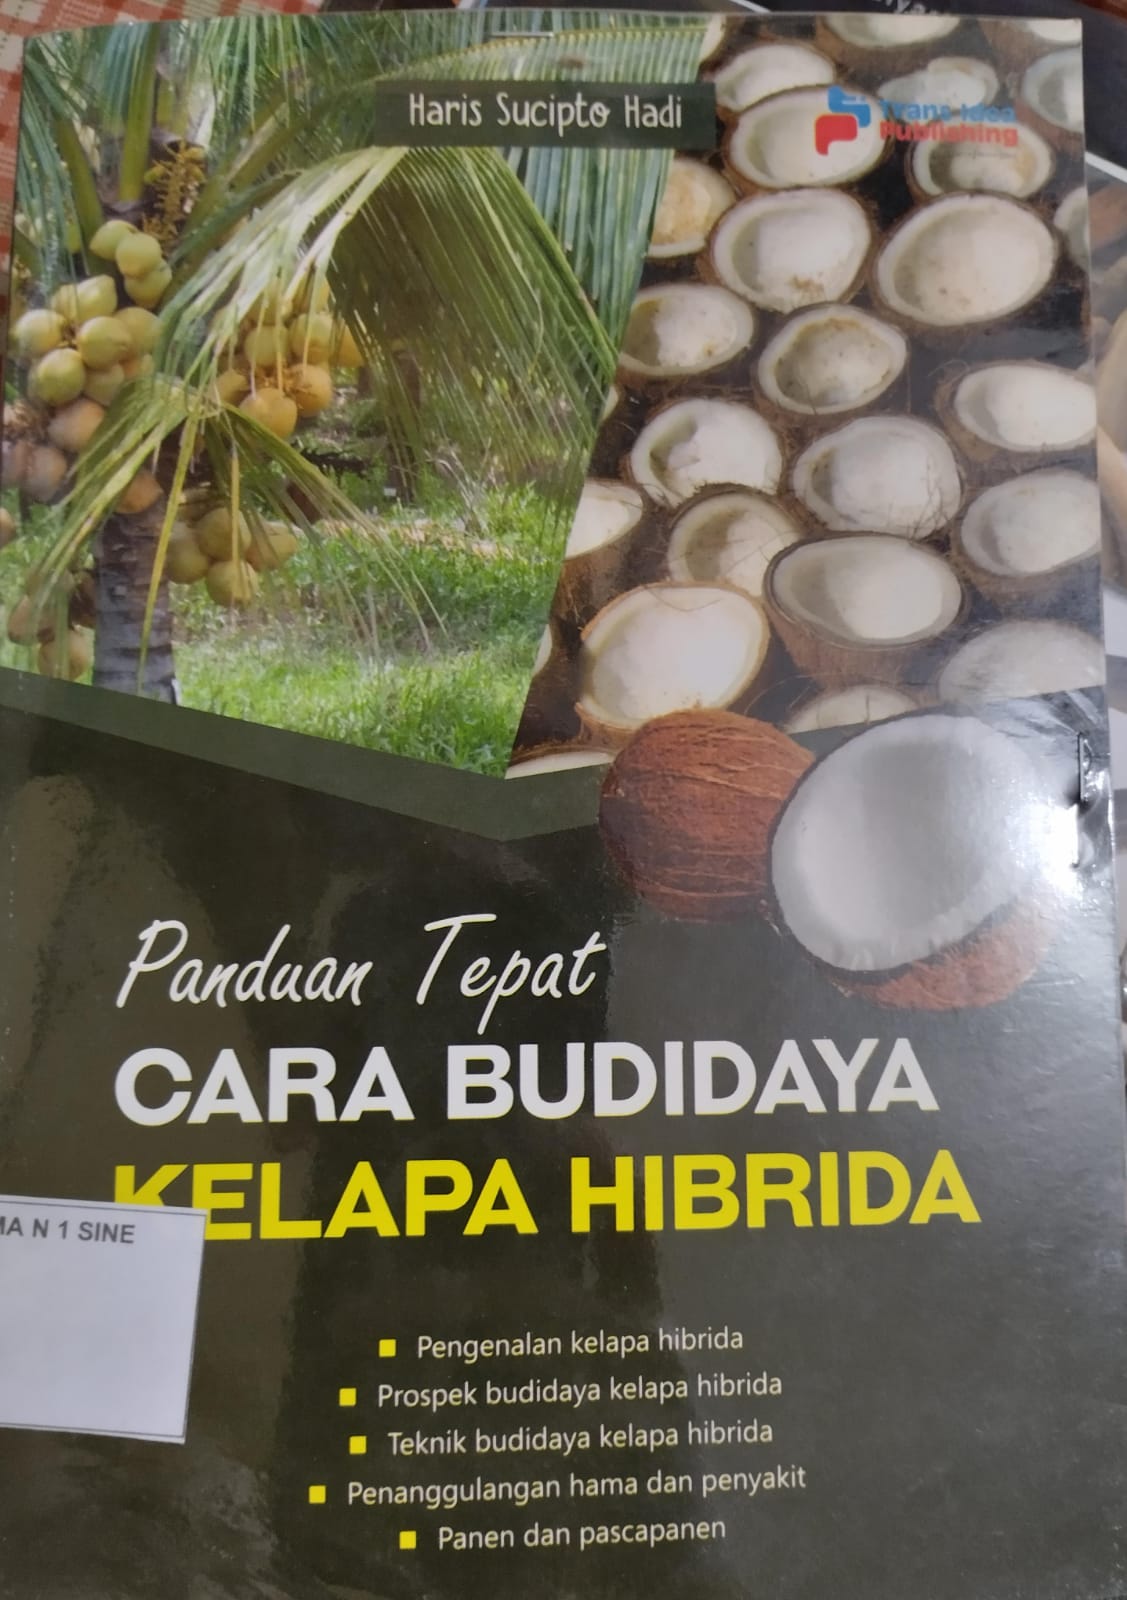 Haris Sucipto Hadi
Trans Idea
Publishing
Panduan Tepat
CARA BUDIDAYA
KELAPA HIBRIDA
MA N 1 SINE
Pengenalan kelapa hibrida
Prospek budidaya kelapa hibrida
Teknik budidaya kelapa hibrida
Penanggulangan hama dan penyakit
Panen dan pascapanen